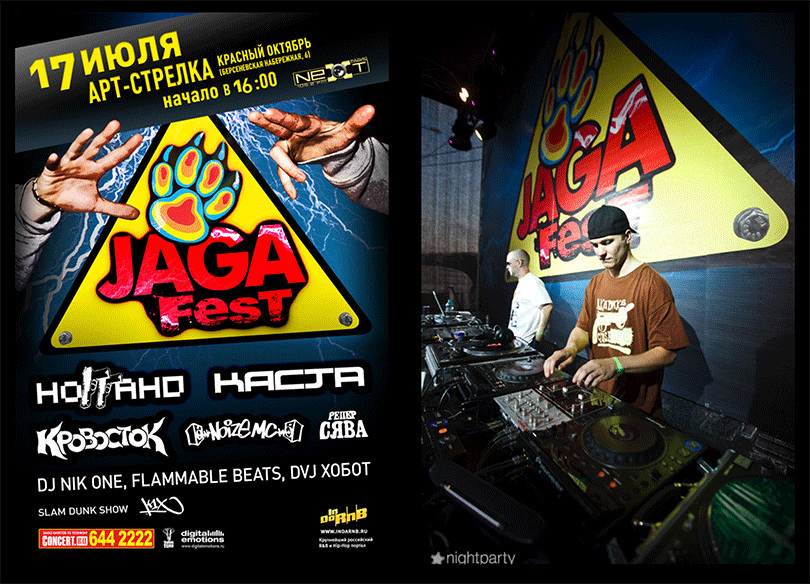 17 ИЮЛЯ
АРТ-СТРЕЛКА
КРАСНЫЙ ОКТЯБРЬ
(БЕРСЕНЕВСКАЯ НАБЕРЕЖНАЯ, 6)
начало в 16:00
NEXT
JAGA
FEST
НОГГАНО КАСТА
КРОВОСТОК NOIZE MC РЕПЕР СЯВА
DJ NIK ONE, FLAMMABLE BEATS, DVJ ХОБОТ
SLAM DUNK SHOW
CONCERT.RU 644 2222
digital emotions
www.digitalemotions.ru
In Da RnB
WWW.INDARNB.RU
Крупнейший российский
R&B и Hip-Hop портал
JAGA
FEST
nightparty